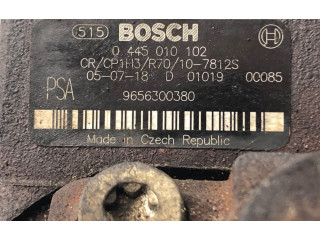 515 BOSCH
0 445 010 102
CR/CP1H3/R70/10-7812S
05-07-18 D 01019 00085
PSA 9656300380
Made in Czech Republic